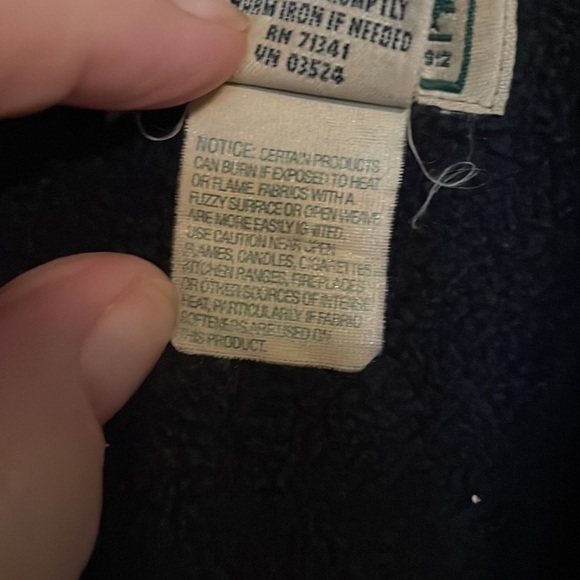 WARM IRON IF NEEDED
RN 71341
VN 03524
NOTICE: CERTAIN PRODUCTS
CAN BURN IF EXPOSED TO HEAT
OR FLAME. FABRICS WITH A
FUZZY SURFACE OR OPEN WEAVE
ARE MORE EASILY IGNITED.
USE CAUTION NEAR OPEN
FLAMES, CANDLES, CIGARETTES,
KITCHEN RANGES, FIREPLACES
OR OTHER SOURCES OF INTENSE
HEAT, PARTICULARLY IF FABRIC
SOFTENERS ARE USED ON
THIS PRODUCT.